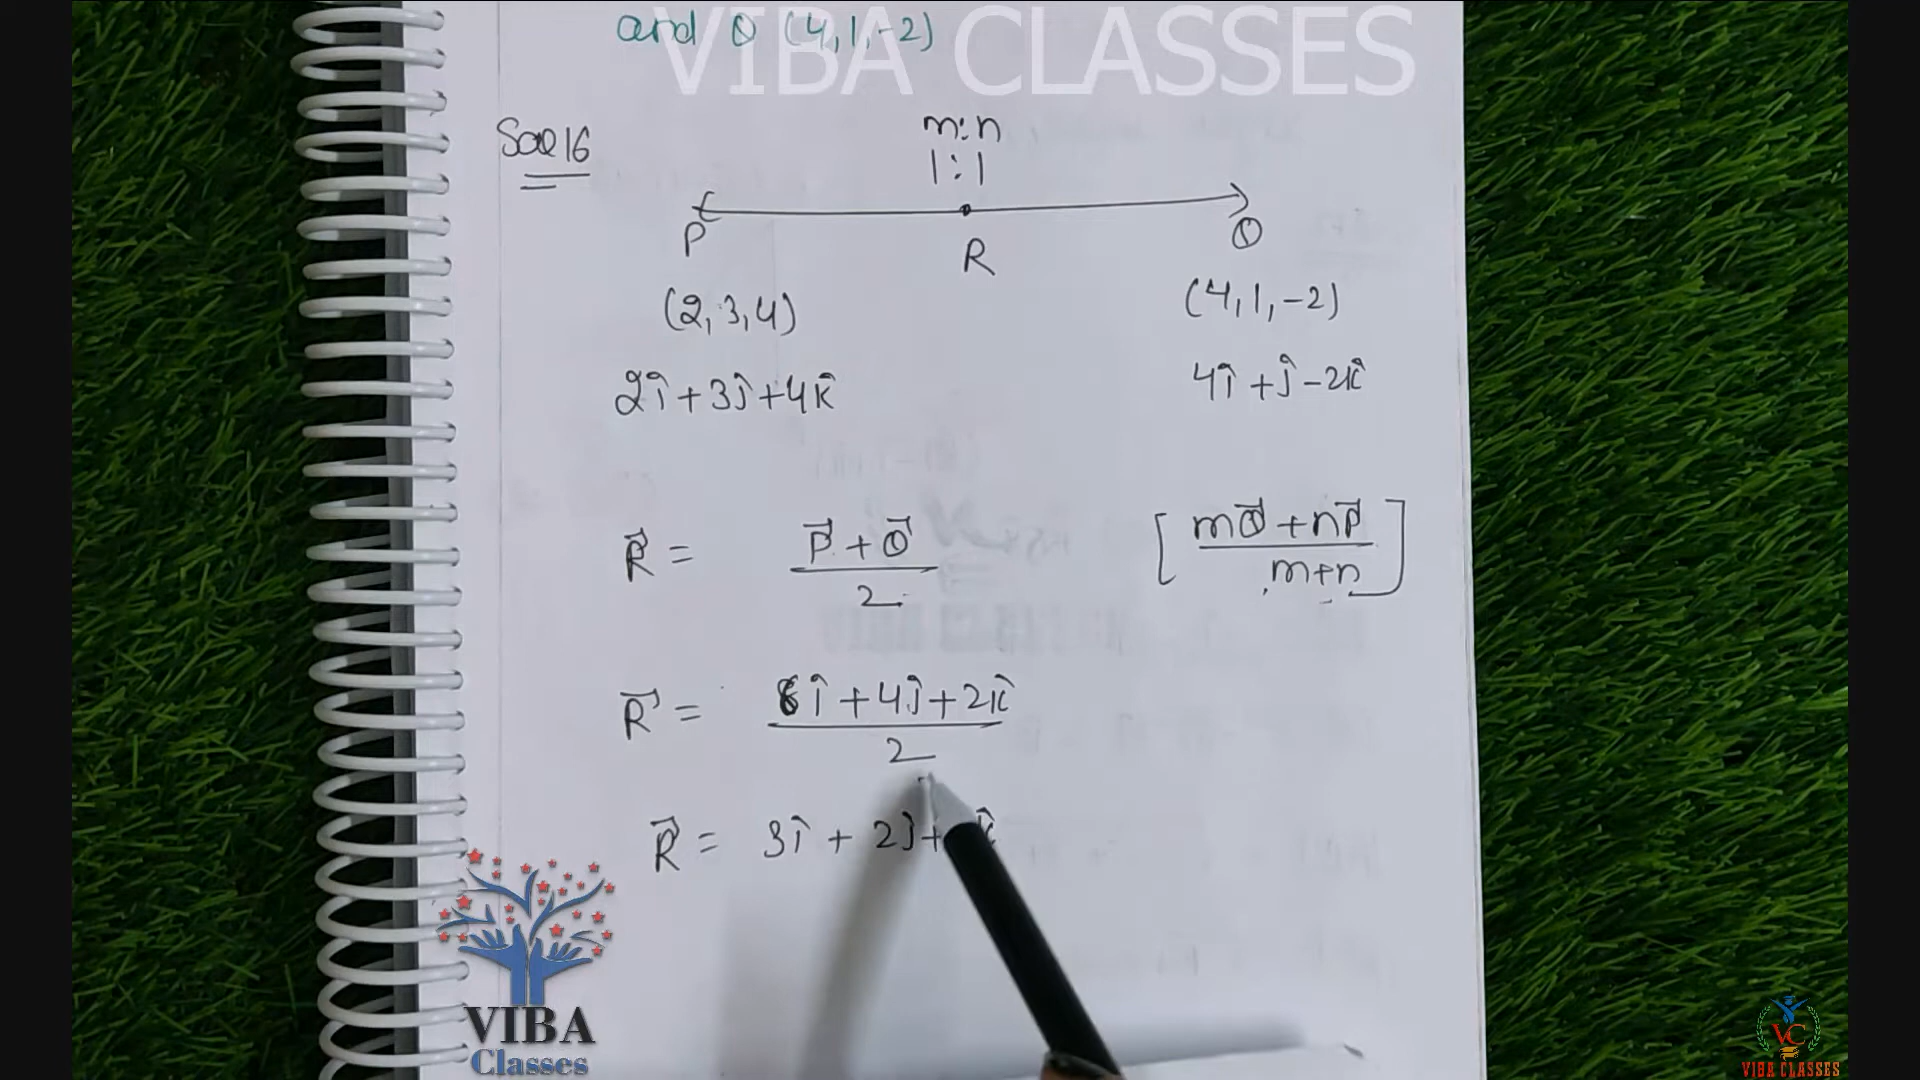 and Q (4,1,-2)
VIBA CLASSES
Sol 16
m:n
1:1
P R Q
(2,3,4) (4,1,-2)
2î+3ĵ+4k̂ 4î+ĵ-2k̂
R⃗ = P⃗+Q⃗/2 [mQ⃗+nP⃗/m+n]
R⃗ = 6î+4ĵ+2k̂/2
R⃗ = 3î + 2ĵ+ k̂
VIBA
Classes
VC
VIBA CLASSES